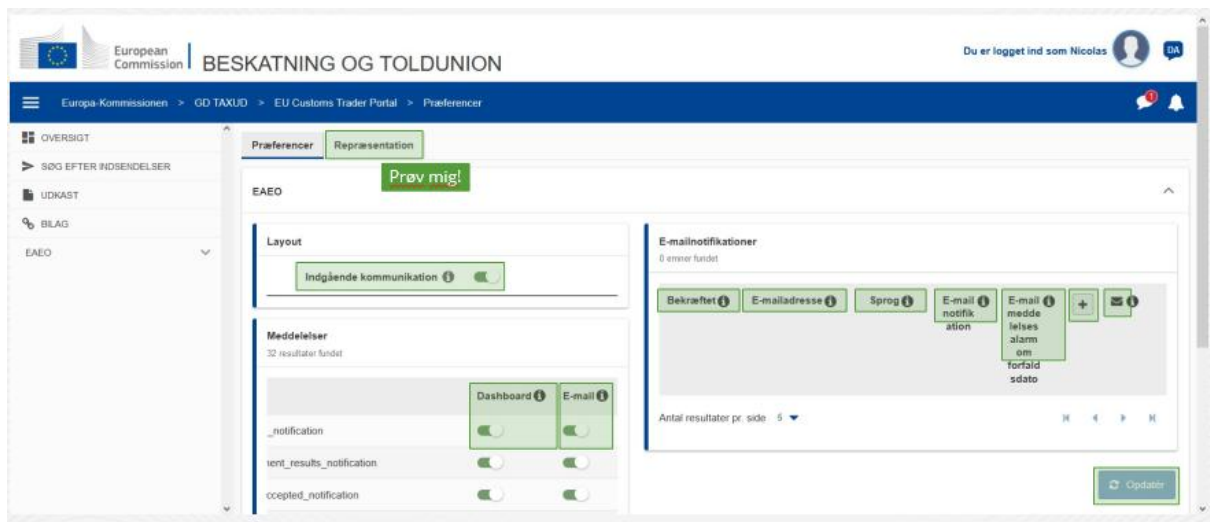 European
Commission
BESKATNING OG TOLDUNION
Du er logget ind som Nicolas
DA
Europa-Kommissionen > GD TAXUD > EU Customs Trader Portal > Præferencer
1
OVERSIGT
SØG EFTER INDSENDELSER
UDKAST
BILAG
EAEO
Præferencer
Repræsentation
Prøv mig!
EAEO
Layout
Indgående kommunikation
Meddelelser
32 resultater fundet
Dashboard
E-mail
_notification
ient_results_notification
ccepted_notification
E-mailnotifikationer
0 emner fundet
Bekræftet
E-mailadresse
Sprog
E-mail
notifik
ation
E-mail
medde
lelses
alarm
om
forfald
sdato
+
Antal resultater pr. side 5
Opdatér